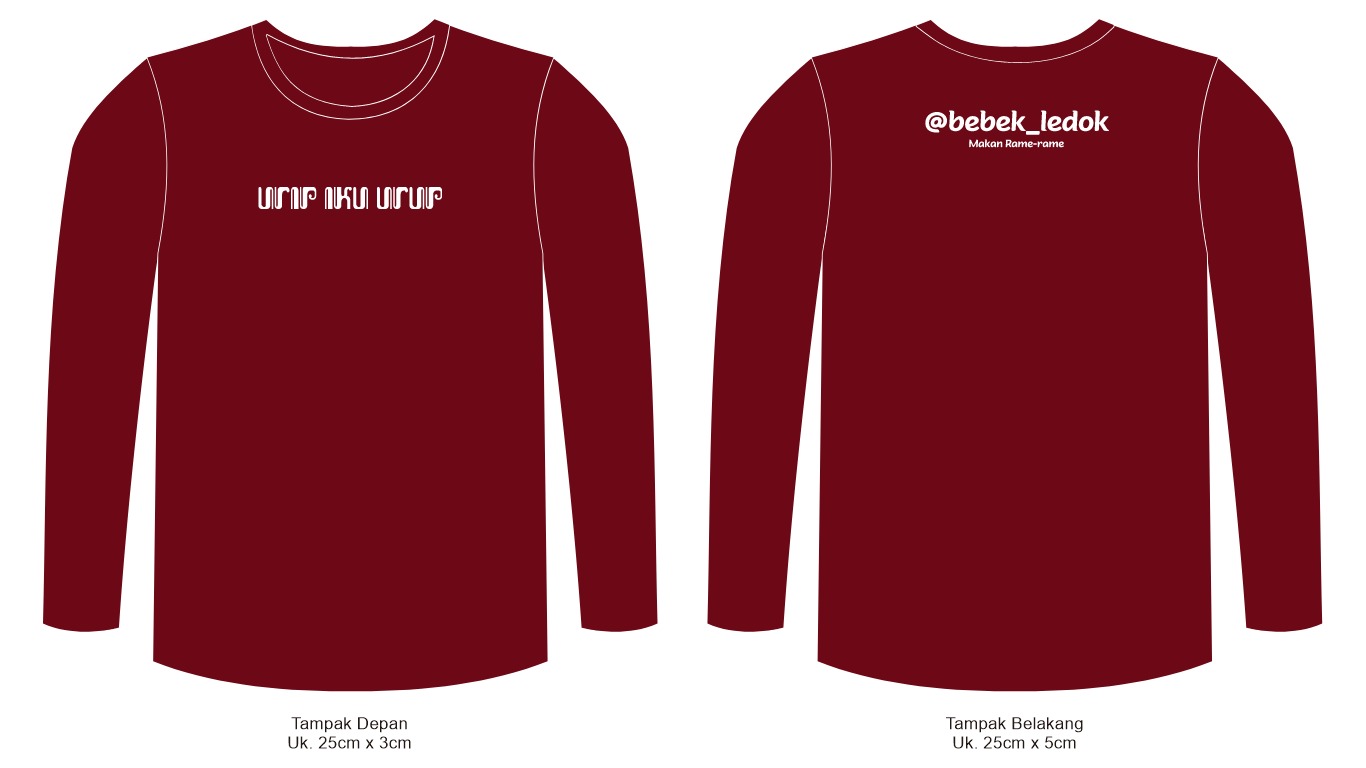 URIP IKU URUP
@bebek_ledok
Makan Rame-rame
Tampak Depan
Uk. 25cm x 3cm
Tampak Belakang
Uk. 25cm x 5cm